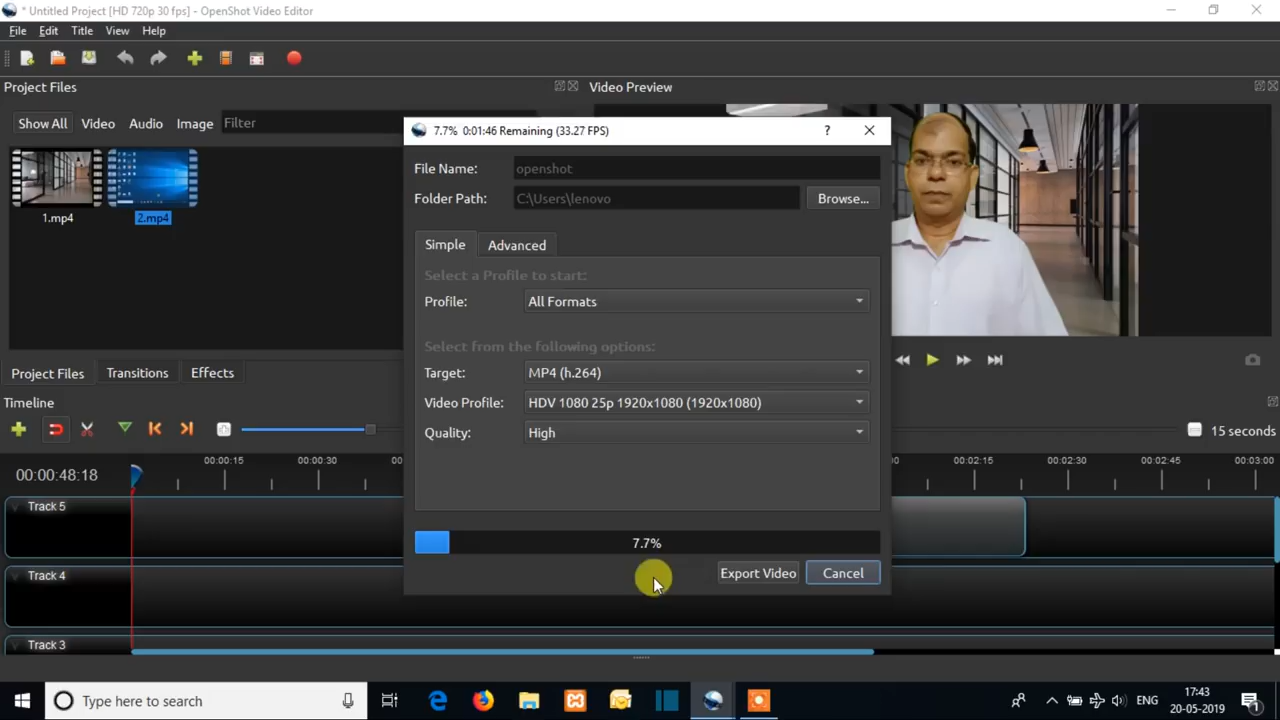 * Untitled Project [HD 720p 30 fps] - OpenShot Video Editor
File Edit Title View Help
Project Files
Video Preview
Show All Video Audio Image Filter
1.mp4
2.mp4
7.7% 0:01:46 Remaining (33.27 FPS)
?
File Name: openshot
Folder Path: C:\Users\lenovo Browse...
Simple Advanced
Select a Profile to start:
Profile: All Formats
Select from the following options:
Target: MP4 (h.264)
Video Profile: HDV 1080 25p 1920x1080 (1920x1080)
Quality: High
7.7%
Export Video Cancel
Project Files Transitions Effects
Timeline
15 seconds
00:00:48:18
00:00:15 00:00:30 00 00 00:02:15 00:02:30 00:02:45 00:03:00
Track 5
Track 4
Track 3
Type here to search
ENG
17:43
20-05-2019
1